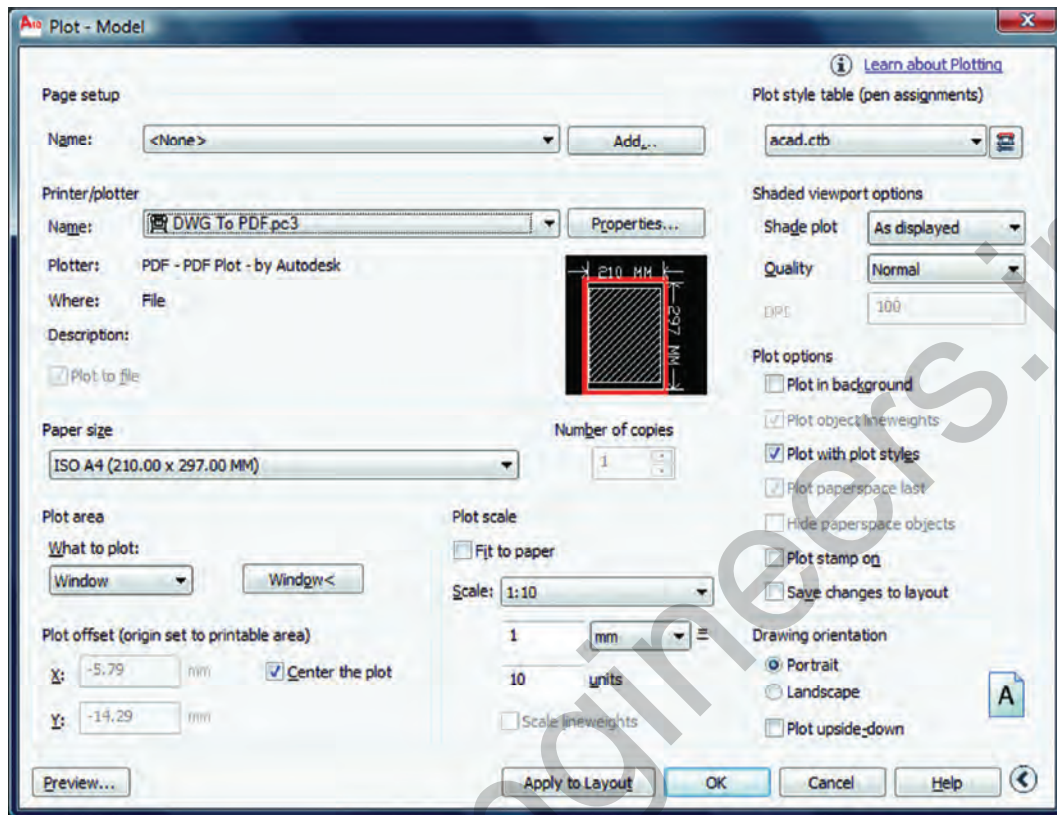 A10 Plot - Model
Learn about Plotting
Page setup
Name: <None> Add...
Printer/plotter
Name: DWG To PDF.pc3 Properties...
Plotter: PDF - PDF Plot - by Autodesk
Where: File
Description:
Plot to file
210 MM
297 MM
Paper size
ISO A4 (210.00 x 297.00 MM)
Number of copies
1
Plot area
What to plot:
Window Window<
Plot offset (origin set to printable area)
X: -5.79 mm Center the plot
Y: -14.29 mm
Plot scale
Fit to paper
Scale: 1:10
1 mm =
10 units
Scale lineweights
Plot style table (pen assignments)
acad.ctb
Shaded viewport options
Shade plot As displayed
Quality Normal
DPI 100
Plot options
Plot in background
Plot object lineweights
Plot with plot styles
Plot paperspace last
Hide paperspace objects
Plot stamp on
Save changes to layout
Drawing orientation
Portrait
Landscape
Plot upside-down
A
Preview... Apply to Layout OK Cancel Help